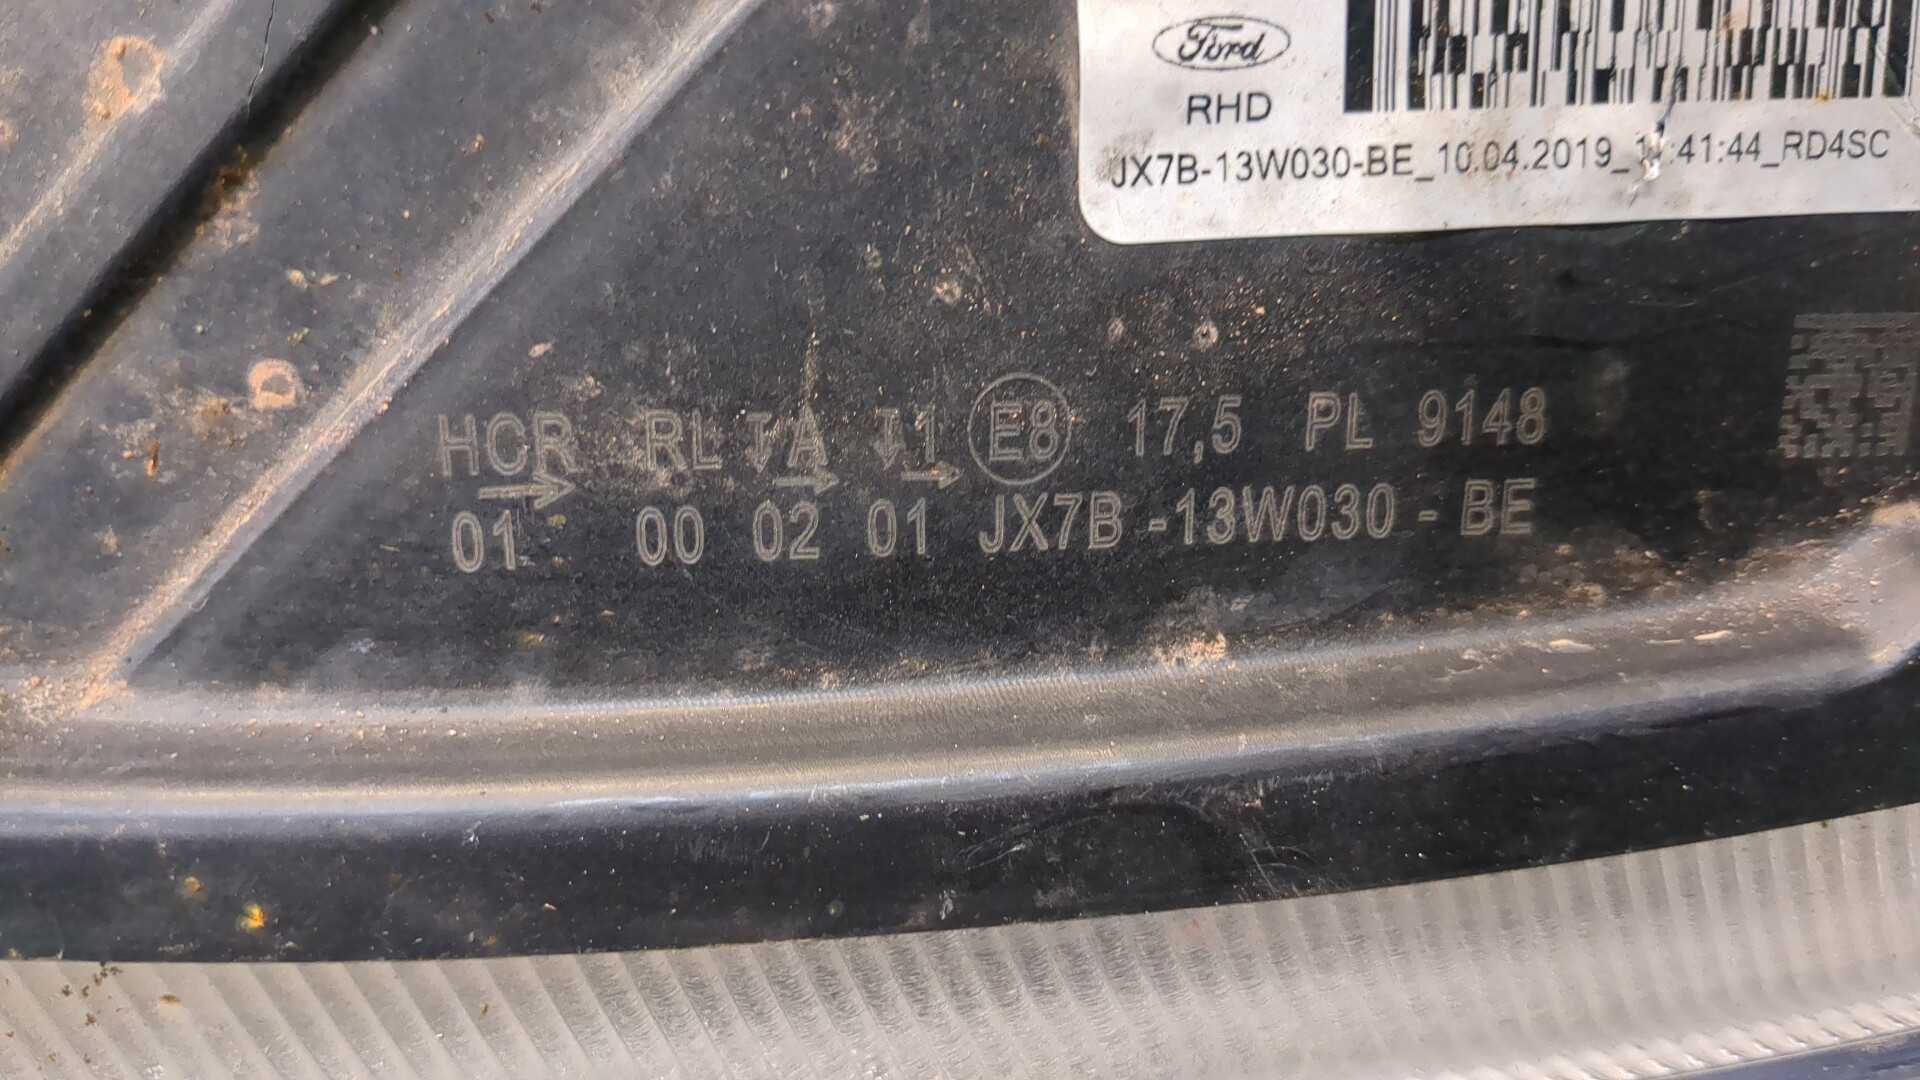 Ford
RHD
JX7B-13W030-BE_10.04.2019_1 :41:44_RD4SC
HCR RL A 1 E8 17,5 PL 9148
01 00 02 01 JX7B-13W030-BE